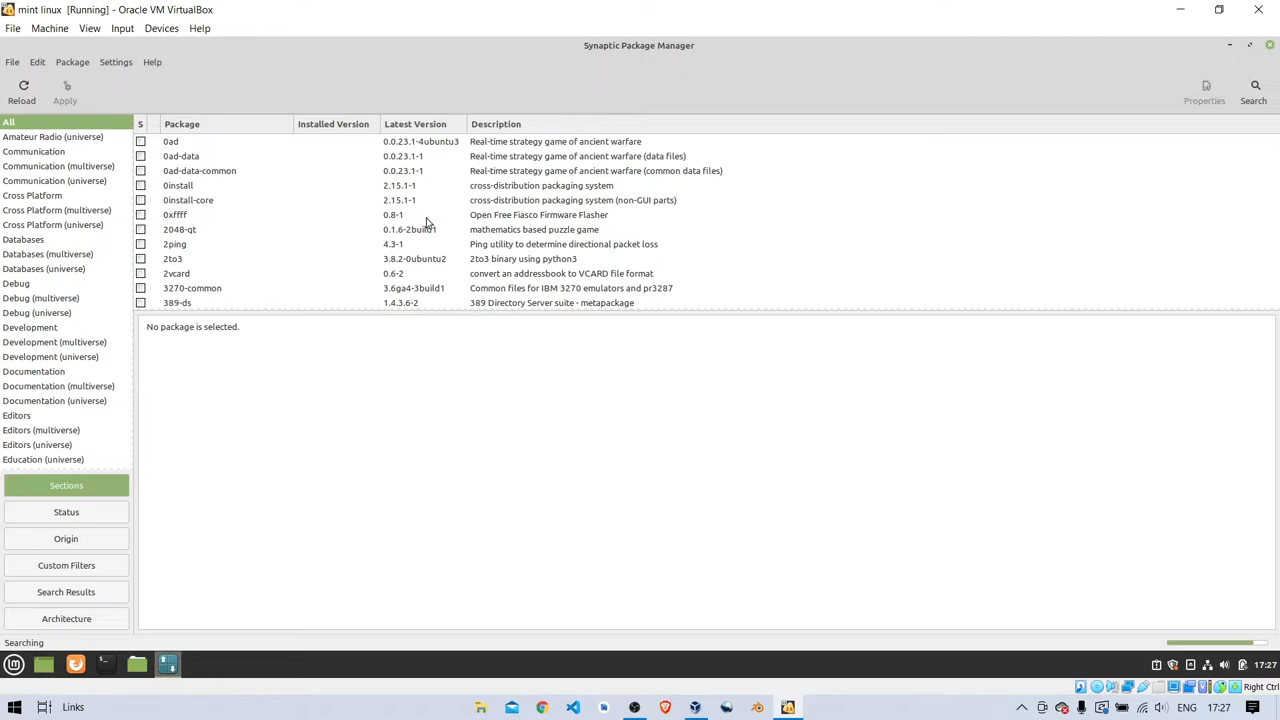 mint linux [Running] - Oracle VM VirtualBox
File Machine View Input Devices Help
Synaptic Package Manager
File Edit Package Settings Help
Reload Apply Properties Search
S Package Installed Version Latest Version Description
0ad 0.0.23.1-4ubuntu3 Real-time strategy game of ancient warfare
0ad-data 0.0.23.1-1 Real-time strategy game of ancient warfare (data files)
0ad-data-common 0.0.23.1-1 Real-time strategy game of ancient warfare (common data files)
0install 2.15.1-1 cross-distribution packaging system
0install-core 2.15.1-1 cross-distribution packaging system (non-GUI parts)
0xffff 0.8-1 Open Free Fiasco Firmware Flasher
2048-qt 0.1.6-2build1 mathematics based puzzle game
2ping 4.3-1 Ping utility to determine directional packet loss
2to3 3.8.2-0ubuntu2 2to3 binary using python3
2vcard 0.6-2 convert an addressbook to VCARD file format
3270-common 3.6ga4-3build1 Common files for IBM 3270 emulators and pr3287
389-ds 1.4.3.6-2 389 Directory Server suite - metapackage
All
Amateur Radio (universe)
Communication
Communication (multiverse)
Communication (universe)
Cross Platform
Cross Platform (multiverse)
Cross Platform (universe)
Databases
Databases (multiverse)
Databases (universe)
Debug
Debug (multiverse)
Debug (universe)
Development
Development (multiverse)
Development (universe)
Documentation
Documentation (multiverse)
Documentation (universe)
Editors
Editors (multiverse)
Editors (universe)
Education (universe)
No package is selected.
Sections
Status
Origin
Custom Filters
Search Results
Architecture
Searching
17:27
Right Ctrl
Links
ENG 17:27